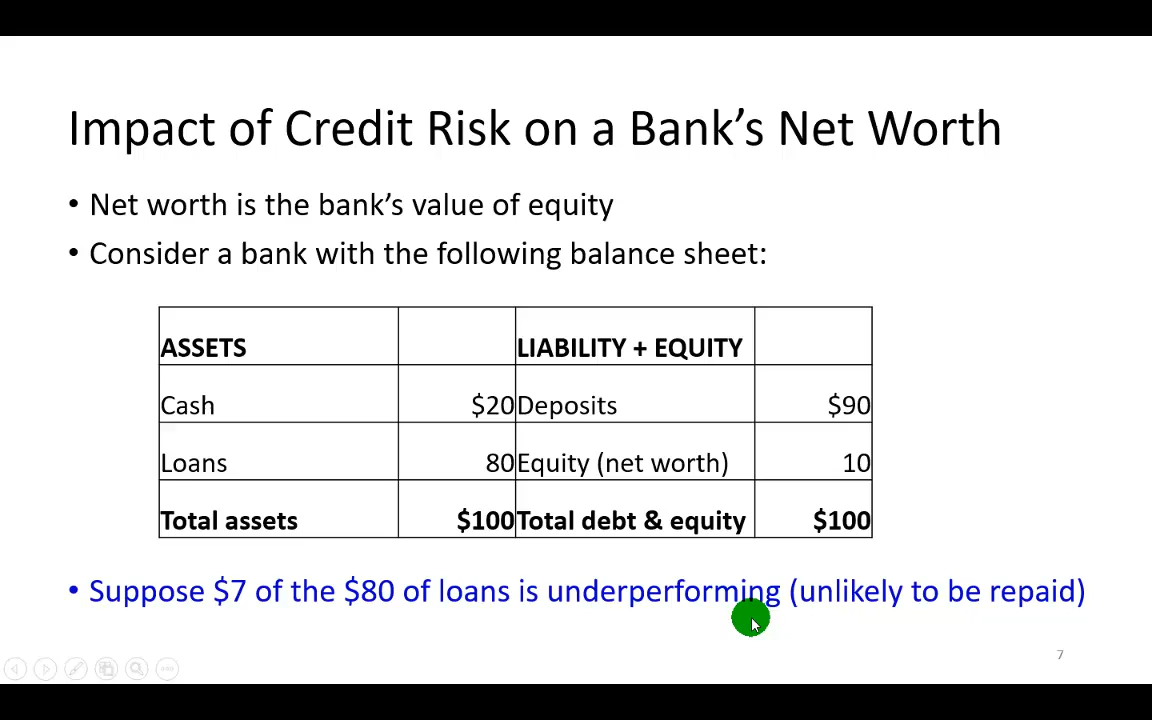 Impact of Credit Risk on a Bank’s Net Worth
• Net worth is the bank’s value of equity
• Consider a bank with the following balance sheet:
ASSETS LIABILITY + EQUITY
Cash $20 Deposits $90
Loans 80 Equity (net worth) 10
Total assets $100 Total debt & equity $100
• Suppose $7 of the $80 of loans is underperforming (unlikely to be repaid)
7